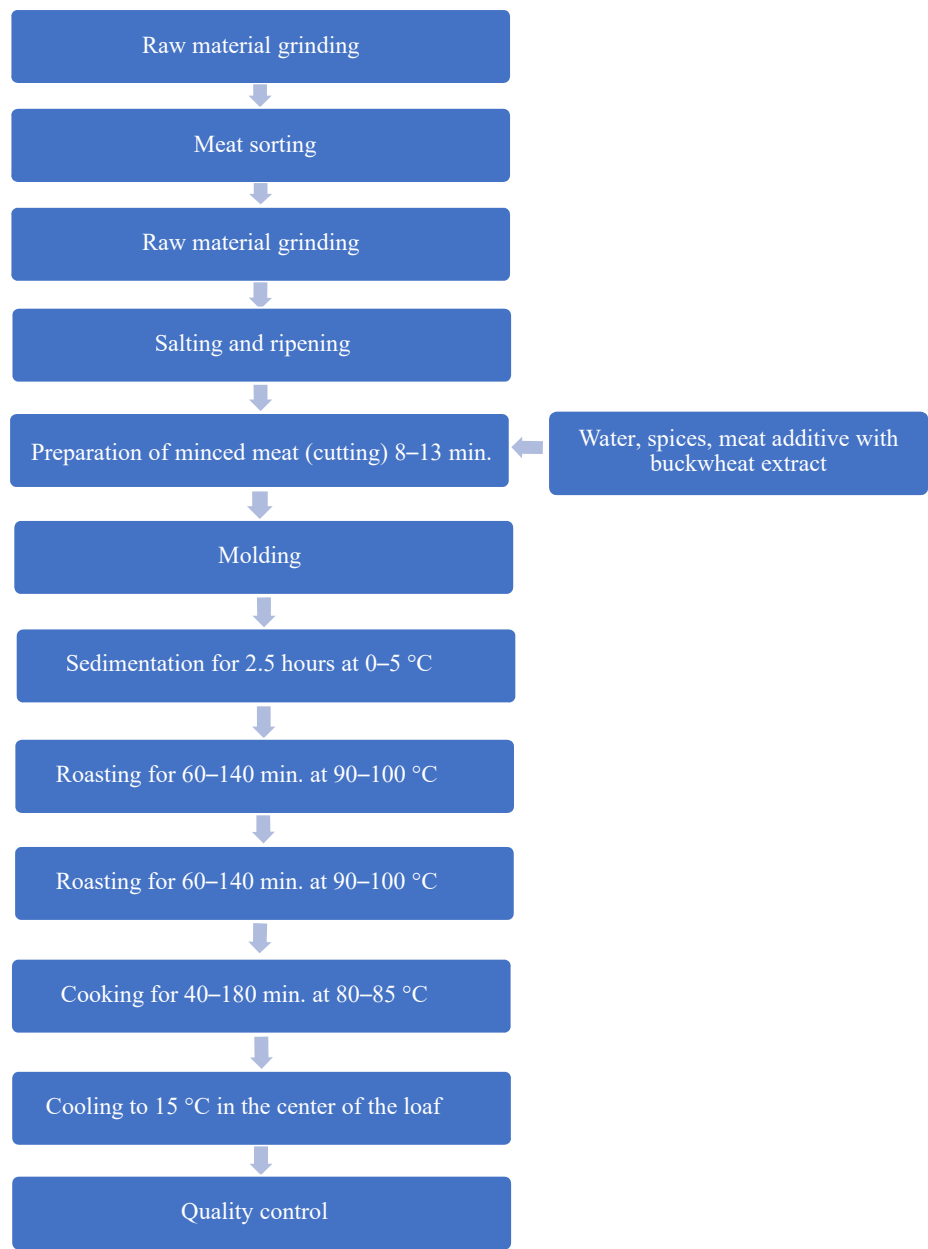 Raw material grinding
Meat sorting
Raw material grinding
Salting and ripening
Preparation of minced meat (cutting) 8–13 min.
Water, spices, meat additive with
buckwheat extract
Molding
Sedimentation for 2.5 hours at 0–5 °C
Roasting for 60–140 min. at 90–100 °C
Roasting for 60–140 min. at 90–100 °C
Cooking for 40–180 min. at 80–85 °C
Cooling to 15 °C in the center of the loaf
Quality control